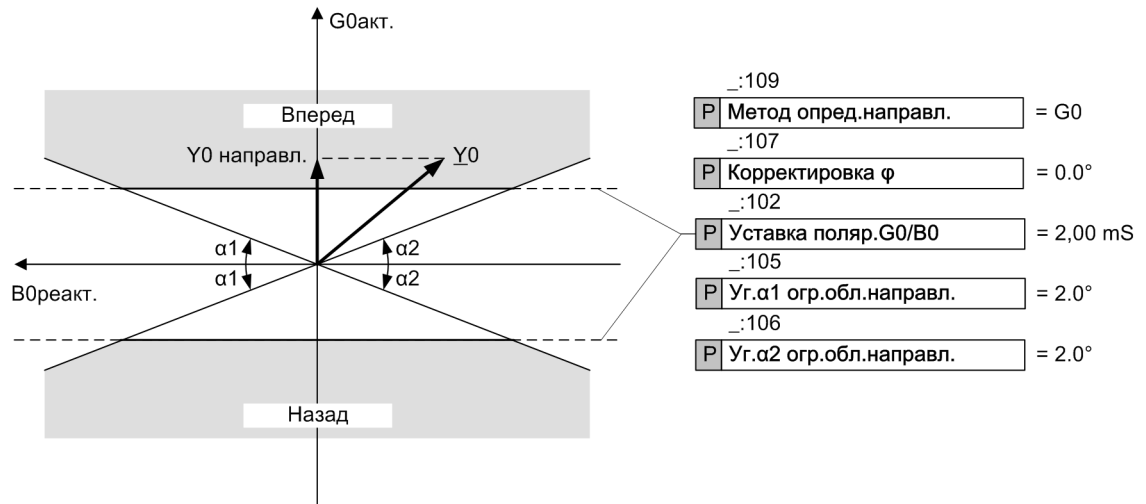 G0акт.
Вперед
Y0 направл.
Y0
α1
α2
α1
α2
B0реакт.
Назад
_:109
P Метод опред.направл. = G0
_:107
P Корректировка φ = 0.0°
_:102
P Уставка поляр.G0/B0 = 2,00 mS
_:105
P Уг.α1 огр.обл.направл. = 2.0°
_:106
P Уг.α2 огр.обл.направл. = 2.0°